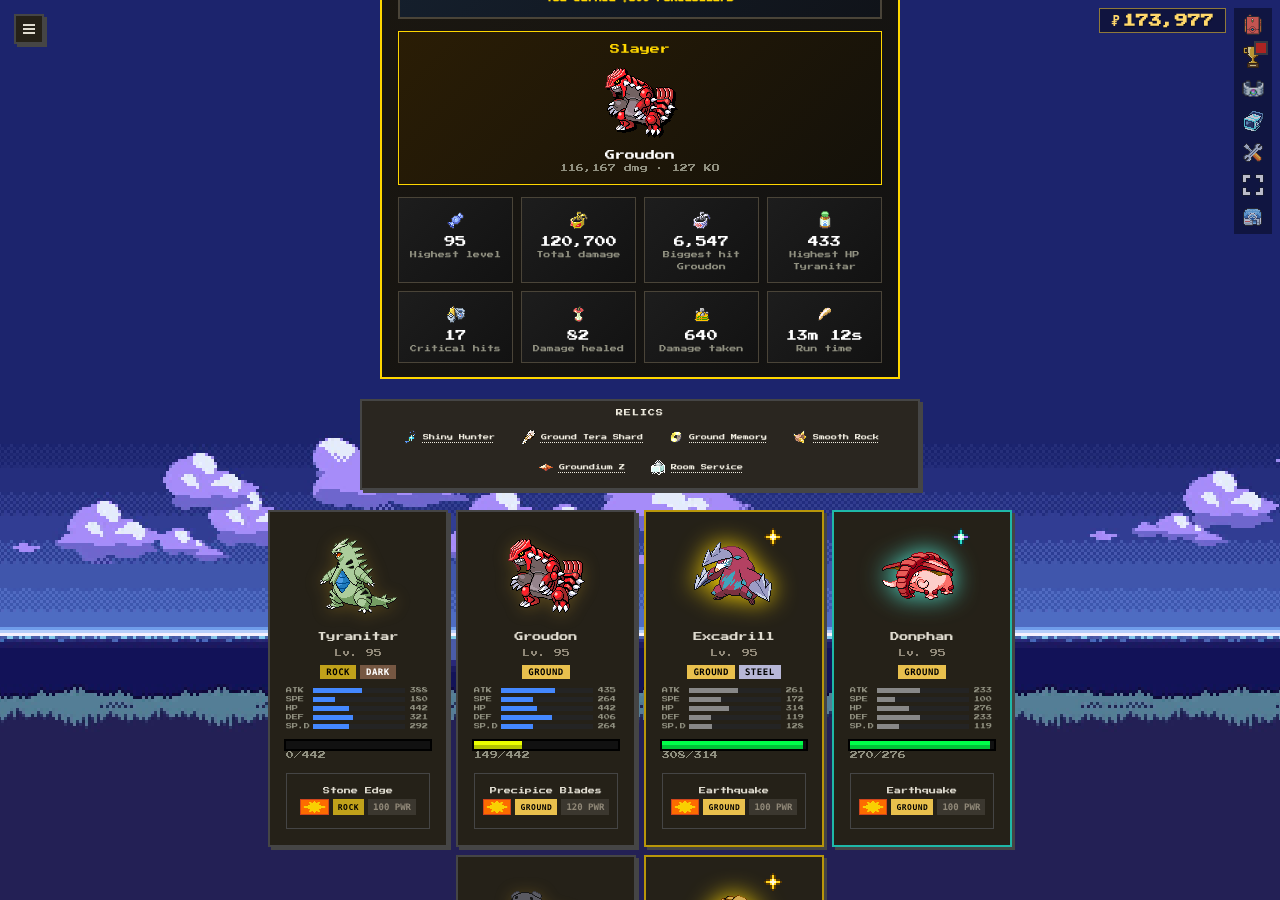 ₽173,977
Slayer
Groudon
116,167 dmg · 127 KO
95
Highest level
120,700
Total damage
6,547
Biggest hit
Groudon
433
Highest HP
Tyranitar
17
Critical hits
82
Damage healed
640
Damage taken
13m 12s
Run time
RELICS
Shiny Hunter
Ground Tera Shard
Ground Memory
Smooth Rock
Groundium Z
Room Service
Tyranitar
Lv. 95
ROCK DARK
ATK 388
SPE 180
HP 442
DEF 321
SP.D 292
0/442
Stone Edge
ROCK 100 PWR
Groudon
Lv. 95
GROUND
ATK 435
SPE 264
HP 442
DEF 406
SP.D 264
149/442
Precipice Blades
GROUND 120 PWR
Excadrill
Lv. 95
GROUND STEEL
ATK 261
SPE 172
HP 314
DEF 119
SP.D 128
308/314
Earthquake
GROUND 100 PWR
Donphan
Lv. 95
GROUND
ATK 233
SPE 100
HP 276
DEF 233
SP.D 119
270/276
Earthquake
GROUND 100 PWR